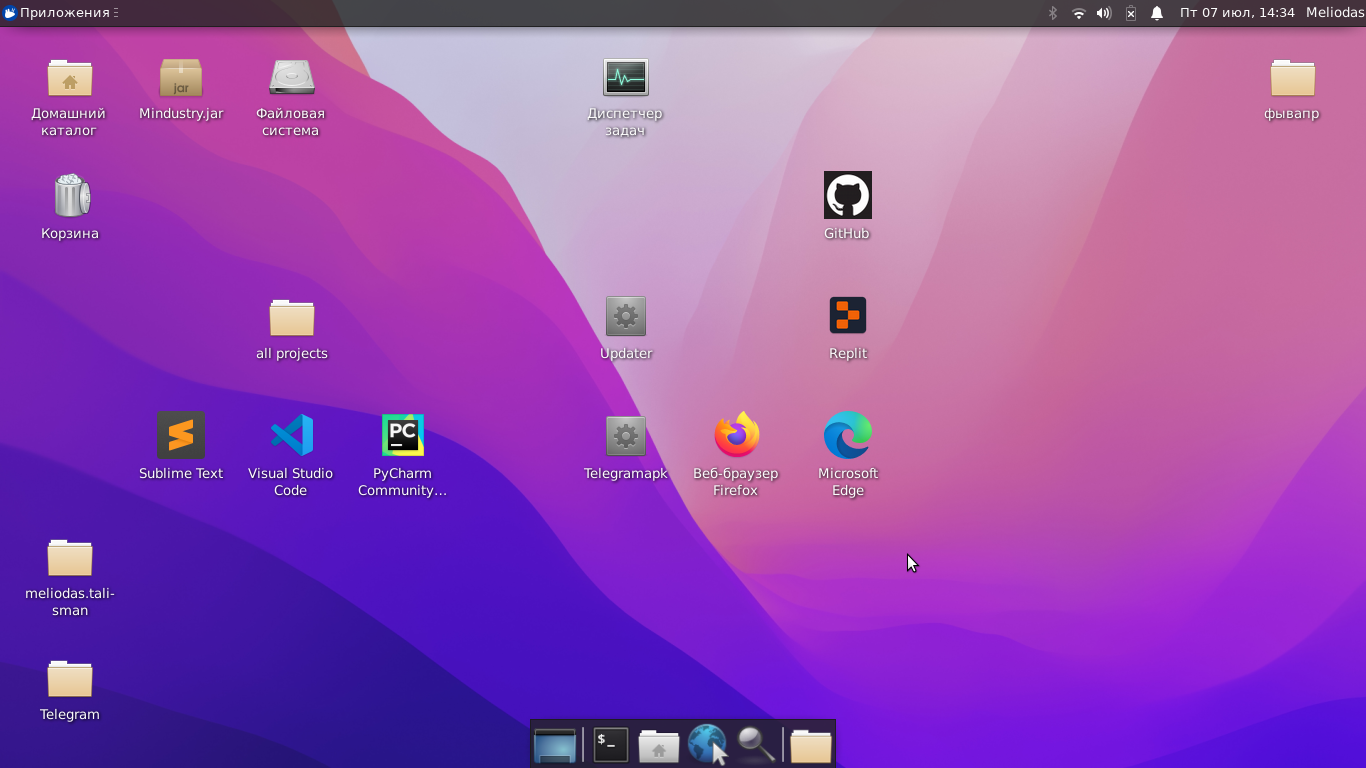 Приложения
Пт 07 июл, 14:34 Meliodas
Домашний
каталог
Mindustry.jar
jar
Файловая
система
Диспетчер
задач
фывапр
Корзина
GitHub
all projects
Updater
Replit
Sublime Text
Visual Studio
Code
PC
PyCharm
Community...
Telegramapk
Веб-браузер
Firefox
Microsoft
Edge
meliodas.tali-
sman
Telegram
$_